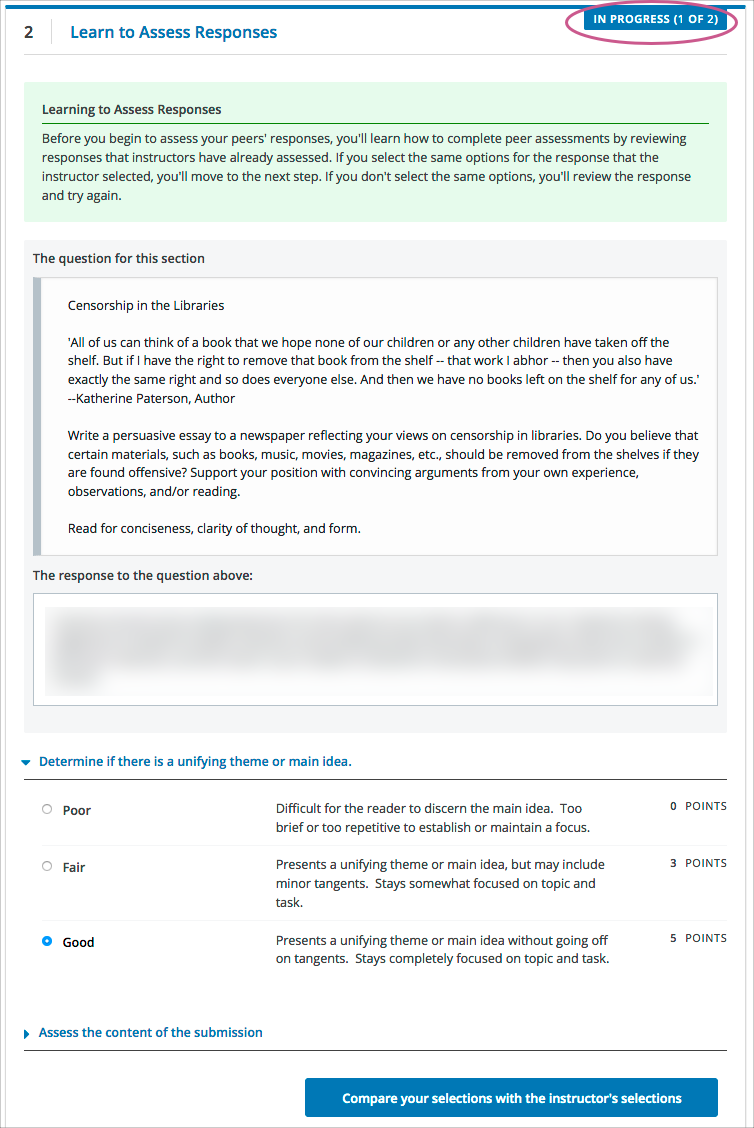 2 Learn to Assess Responses IN PROGRESS (1 OF 2)
Learning to Assess Responses
Before you begin to assess your peers' responses, you'll learn how to complete peer assessments by reviewing
responses that instructors have already assessed. If you select the same options for the response that the
instructor selected, you'll move to the next step. If you don't select the same options, you'll review the response
and try again.
The question for this section
Censorship in the Libraries
'All of us can think of a book that we hope none of our children or any other children have taken off the
shelf. But if I have the right to remove that book from the shelf -- that work I abhor -- then you also have
exactly the same right and so does everyone else. And then we have no books left on the shelf for any of us.'
--Katherine Paterson, Author
Write a persuasive essay to a newspaper reflecting your views on censorship in libraries. Do you believe that
certain materials, such as books, music, movies, magazines, etc., should be removed from the shelves if they
are found offensive? Support your position with convincing arguments from your own experience,
observations, and/or reading.
Read for conciseness, clarity of thought, and form.
The response to the question above:
Determine if there is a unifying theme or main idea.
Poor Difficult for the reader to discern the main idea. Too 0 POINTS
brief or too repetitive to establish or maintain a focus.
Fair Presents a unifying theme or main idea, but may include 3 POINTS
minor tangents. Stays somewhat focused on topic and
task.
Good Presents a unifying theme or main idea without going off 5 POINTS
on tangents. Stays completely focused on topic and task.
Assess the content of the submission
Compare your selections with the instructor's selections